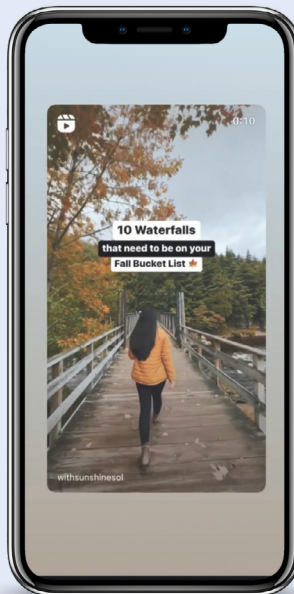 0:10
10 Waterfalls
that need to be on your
Fall Bucket List 🍁
withsunshinesol